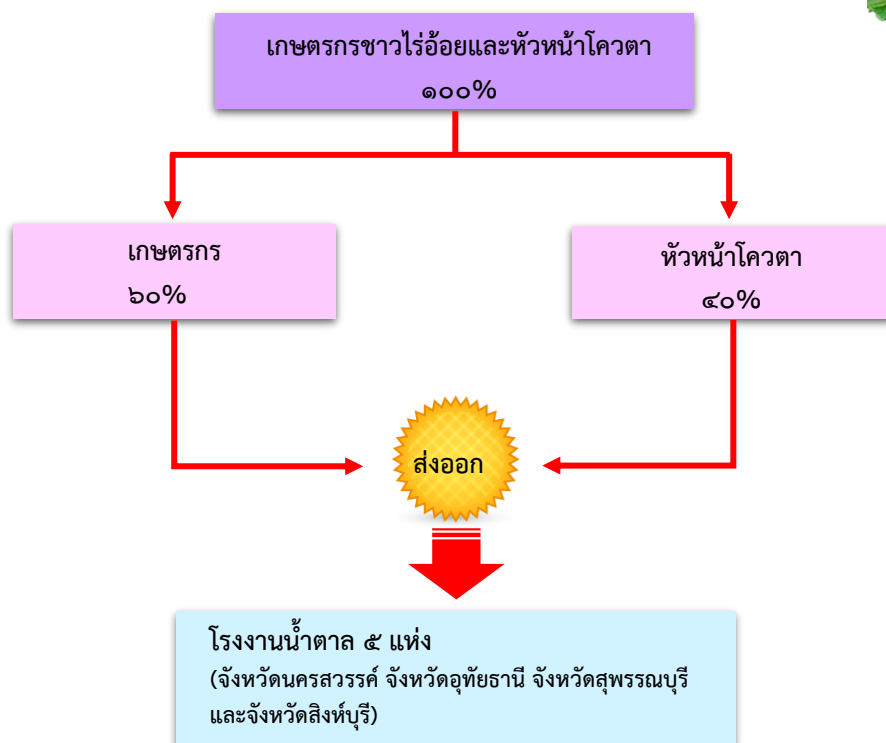 เกษตรกรชาวไร่อ้อยและหัวหน้าโควตา
๑๐๐%
เกษตรกร
๖๐%
หัวหน้าโควตา
๔๐%
ส่งออก
โรงงานน้ำตาล ๕ แห่ง
(จังหวัดนครสวรรค์ จังหวัดอุทัยธานี จังหวัดสุพรรณบุรี
และจังหวัดสิงห์บุรี)